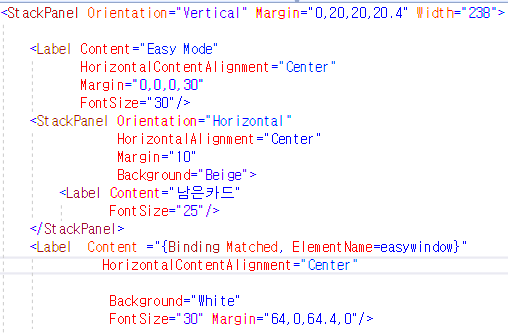 <StackPanel Orientation="Vertical" Margin="0,20,20,20.4" Width="238">
<Label Content="Easy Mode"
HorizontalContentAlignment="Center"
Margin="0,0,0,30"
FontSize="30"/>
<StackPanel Orientation="Horizontal"
HorizontalAlignment="Center"
Margin="10"
Background="Beige">
<Label Content="남은카드"
FontSize="25"/>
</StackPanel>
<Label Content ="{Binding Matched, ElementName=easywindow}"
HorizontalContentAlignment="Center"
Background="White"
FontSize="30" Margin="64,0,64.4,0"/>